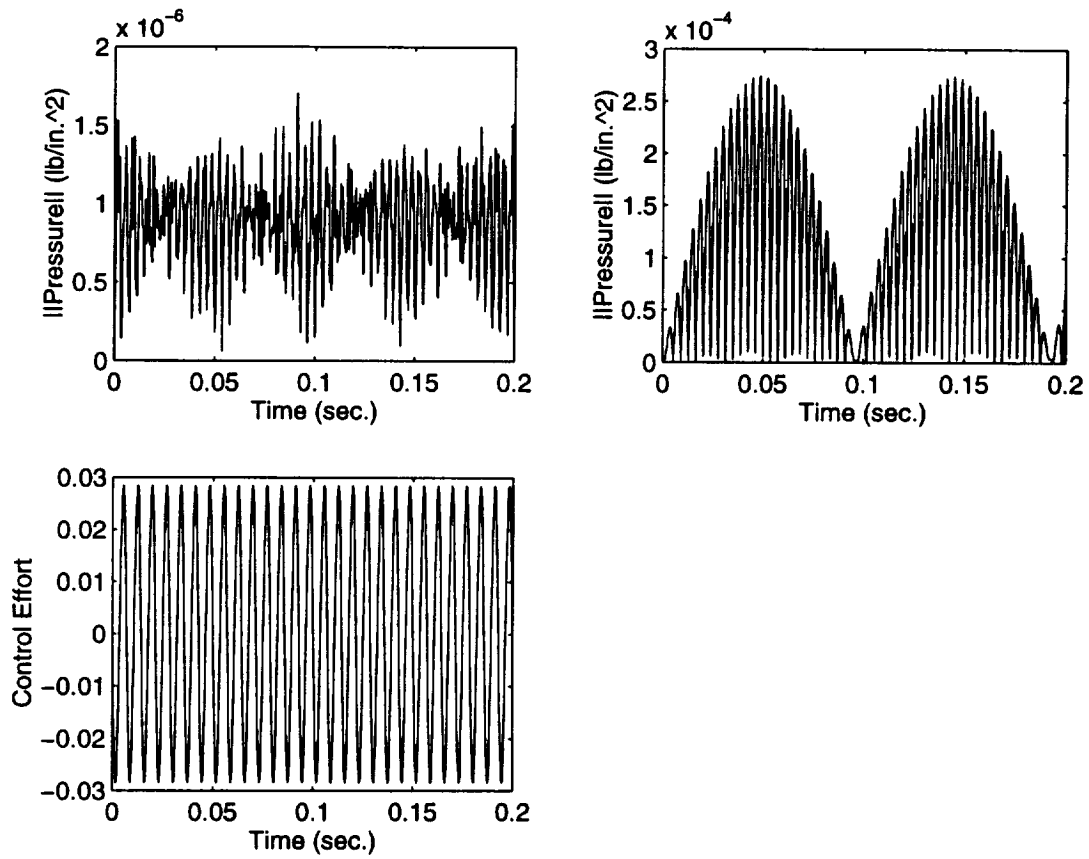 x 10^-6
||Pressure|| (lb/in.^2)
2
1.5
1
0.5
0
0 0.05 0.1 0.15 0.2
Time (sec.)
x 10^-4
||Pressure|| (lb/in.^2)
3
2.5
2
1.5
1
0.5
0
0 0.05 0.1 0.15 0.2
Time (sec.)
Control Effort
0.03
0.02
0.01
0
−0.01
−0.02
−0.03
0 0.05 0.1 0.15 0.2
Time (sec.)